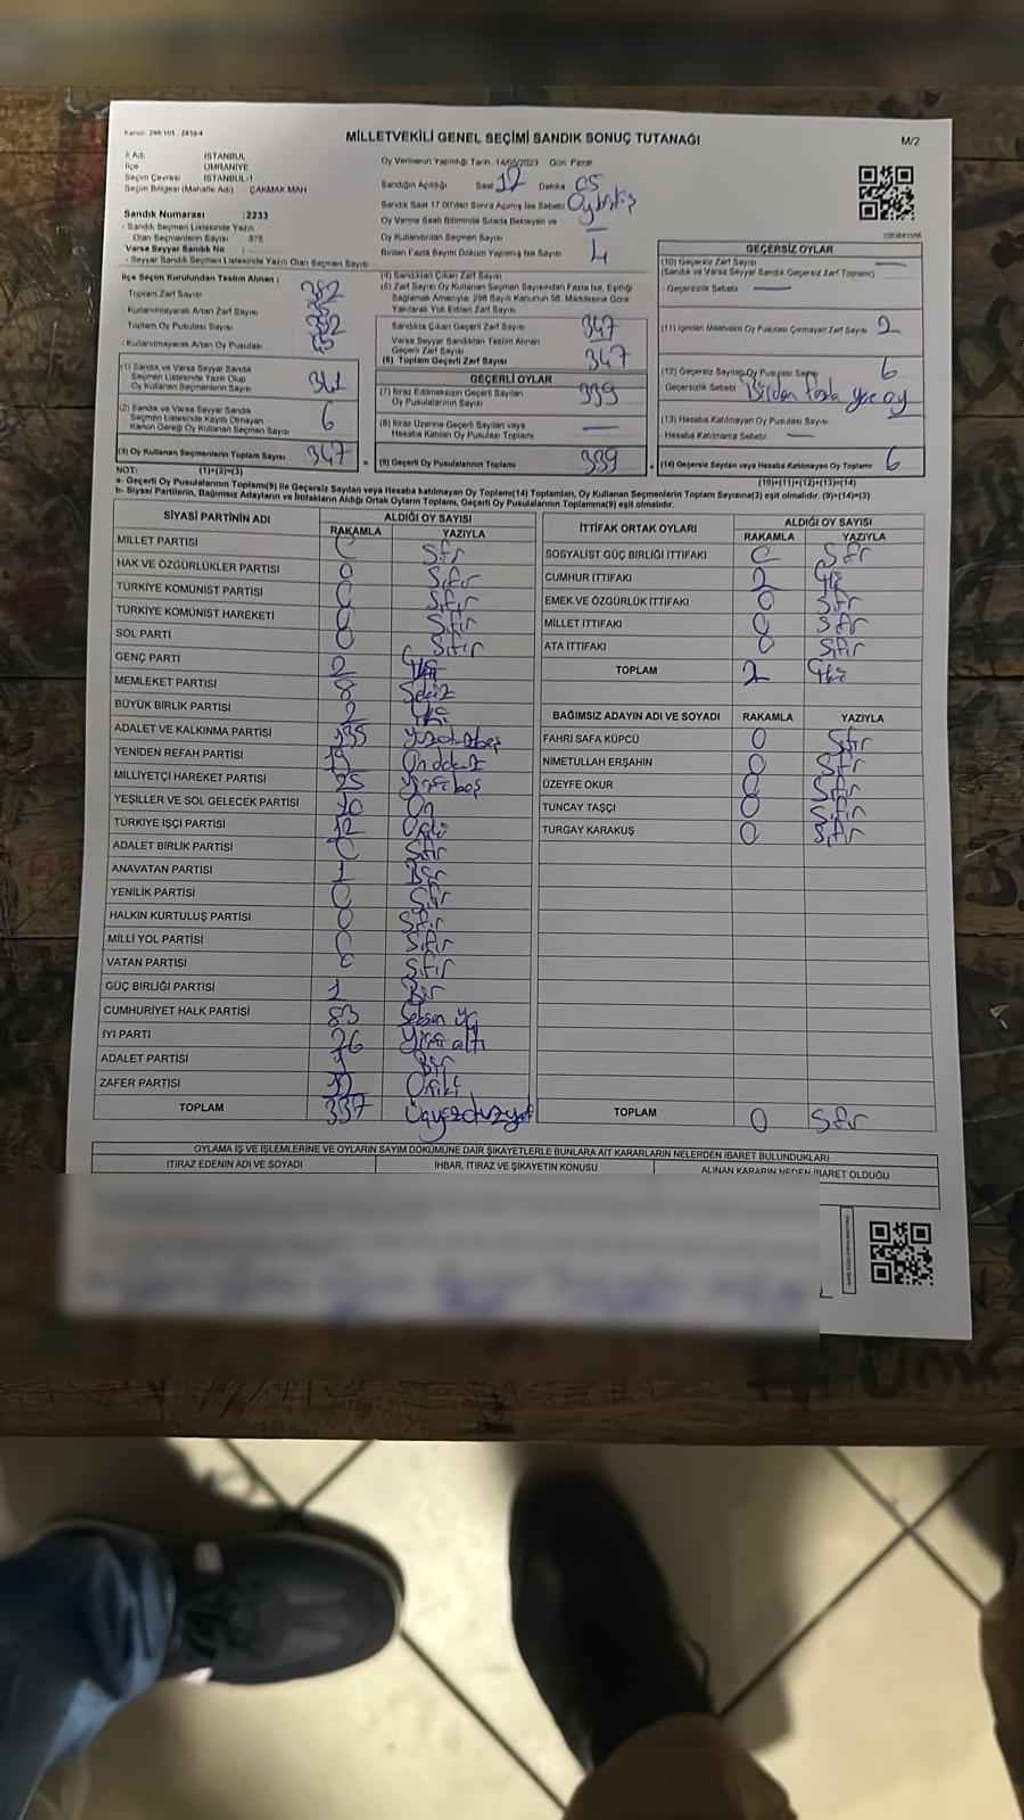 MİLLETVEKİLİ GENEL SEÇİMİ SANDIK SONUÇ TUTANAĞI
M/2
İl Adı: İSTANBUL
İlçe ÜMRANİYE
Seçim Çevresi İSTANBUL-1
Seçim Bölgesi (Mahalle Adı) ÇAKMAK MAH
Sandık Numarası :2233
- Sandık Seçmen Listesinde Yazılı
Olan Seçmenlerin Sayısı
Varsa Seyyar Sandık No
- Seyyar Sandık Seçmen Listesinde Yazılı Olan Seçmen Sayısı
Oy Vermenin Yapıldığı Tarih 14/05/2023 Gün Pazar
Sandığın Açıldığı Saat 17 Dakika 05
Sandık Saat 17.00'den Sonra Açılmış İse Sebebi
Oy Verme Saati Bitiminde Sırada Bekleyen ve
Oy Kullandırılan Seçmen Sayısı
Birden Fazla Sayım Döküm Yapılmış İse Sayısı
İlçe Seçim Kurulundan Teslim Alınan :
Toplam Zarf Sayısı
Kullanılmayarak Artan Zarf Sayısı
Toplam Oy Pusulası Sayısı
Kullanılmayarak Artan Oy Pusulası
(1) Sandık ve Varsa Seyyar Sandık
Seçmen Listesinde Yazılı Olup
Oy Kullanan Seçmenlerin Sayısı 341
(2) Sandık ve Varsa Seyyar Sandık
Seçmen Listesinde Kayıtlı Olmayan
Kanun Gereği Oy Kullanan Seçmen Sayısı 6
(3) Oy Kullanan Seçmenlerin Toplam Sayısı 347
(1)+(2)=(3)
(4) Sandıktan Çıkan Zarf Sayısı
(5) Zarf Sayısı Oy Kullanan Seçmen Sayısından Fazla İse, Eşitliği
Sağlamak Amacıyla, 298 Sayılı Kanunun 98. Maddesine Göre
Yakılarak Yok Edilen Zarf Sayısı
Sandıkta Çıkan Geçerli Zarf Sayısı 347
Varsa Seyyar Sandıktan Teslim Alınan
Geçerli Zarf Sayısı
(6) Toplam Geçerli Zarf Sayısı 347
GEÇERLİ OYLAR
(7) İtiraz Edilmeksizin Geçerli Sayılan
Oy Pusulalarının Sayısı 339
(8) İtiraz Üzerine Geçerli Sayılan veya
Hesaba Katılan Oy Pusulaları Toplamı —
(9) Geçerli Oy Pusulalarının Toplamı 339
GEÇERSİZ OYLAR
(10) Geçersiz Zarf Sayısı —
(Sandık ve Varsa Seyyar Sandık Geçersiz Zarf Toplamı)
Geçersizlik Sebebi —
(11) İçinden Milletvekili Oy Pusulası Çıkmayan Zarf Sayısı 2
(12) Geçersiz Sayılan Oy Pusulası Sayısı 6
Geçersizlik Sebebi Birden fazla yere oy
(13) Hesaba Katılmayan Oy Pusulası Sayısı
Hesaba Katılmama Sebebi —
(14) Geçersiz Sayılan veya Hesaba Katılmayan Oy Toplamı 6
(10)+(11)+(12)+(13)=(14)
NOT:
a- Geçerli Oy Pusulalarının Toplamı(9) ile Geçersiz Sayılan veya Hesaba katılmayan Oy Toplamı(14) Toplamları, Oy Kullanan Seçmenlerin Toplam Sayısına(3) eşit olmalıdır. (9)+(14)=(3)
b- Siyasi Partilerin, Bağımsız Adayların ve İttifakların Aldığı Ortak Oyların Toplamı, Geçerli Oy Pusulalarının Toplamına(9) eşit olmalıdır.
SİYASİ PARTİNİN ADI ALDIĞI OY SAYISI
RAKAMLA YAZIYLA
MİLLET PARTİSI 0 Sıfır
HAK VE ÖZGÜRLÜKLER PARTİSİ 0 Sıfır
TÜRKİYE KOMÜNİST PARTİSİ 0 Sıfır
TÜRKİYE KOMÜNİST HAREKETİ 0 Sıfır
SOL PARTİ 0 Sıfır
GENÇ PARTİ 2 İki
MEMLEKET PARTİSİ 8 Sekiz
BÜYÜK BİRLİK PARTİSİ 2 İki
ADALET VE KALKINMA PARTİSİ 135 Yüzotuzbeş
YENİDEN REFAH PARTİSİ 19 Ondokuz
MİLLİYETÇİ HAREKET PARTİSİ 25 Yirmibeş
YEŞİLLER VE SOL GELECEK PARTİSİ 10 On
TÜRKİYE İŞÇİ PARTİSİ 12 Oniki
ADALET BİRLİK PARTİSİ 0 Sıfır
ANAVATAN PARTİSİ 1 Bir
YENİLİK PARTİSİ 0 Sıfır
HALKIN KURTULUŞ PARTİSİ 0 Sıfır
MİLLİ YOL PARTİSİ 0 Sıfır
VATAN PARTİSİ 0 Sıfır
GÜÇ BİRLİĞİ PARTİSİ 1 Bir
CUMHURİYET HALK PARTİSİ 83 Seksen üç
İYİ PARTİ 26 Yirmi altı
ADALET PARTİSİ 1 Bir
ZAFER PARTİSİ 12 Oniki
TOPLAM 337 Üçyüzotuzyedi
İTTİFAK ORTAK OYLARI ALDIĞI OY SAYISI
RAKAMLA YAZIYLA
SOSYALİST GÜÇ BİRLİĞİ İTTİFAKI 0 Sıfır
CUMHUR İTTİFAKI 2 İki
EMEK VE ÖZGÜRLÜK İTTİFAKI 0 Sıfır
MİLLET İTTİFAKI 0 Sıfır
ATA İTTİFAKI 0 Sıfır
TOPLAM 2 İki
BAĞIMSIZ ADAYIN ADI VE SOYADI RAKAMLA YAZIYLA
FAHRİ SAFA KÜPCÜ 0 Sıfır
NİMETULLAH ERŞAHİN 0 Sıfır
ÜZEYFE OKUR 0 Sıfır
TUNCAY TAŞÇI 0 Sıfır
TURGAY KARAKUŞ 0 Sıfır
TOPLAM 0 Sıfır
OYLAMA İŞ VE İŞLEMLERİNE VE OYLARIN SAYIM DÖKÜMÜNE DAİR ŞİKAYETLERLE BUNLARA AİT KARARLARIN NELERDEN İBARET BULUNDUKLARI
İTİRAZ EDENİN ADI VE SOYADI İHBAR, İTİRAZ VE ŞİKAYETİN KONUSU ALINAN KARARIN NEDEN İBARET OLDUĞU